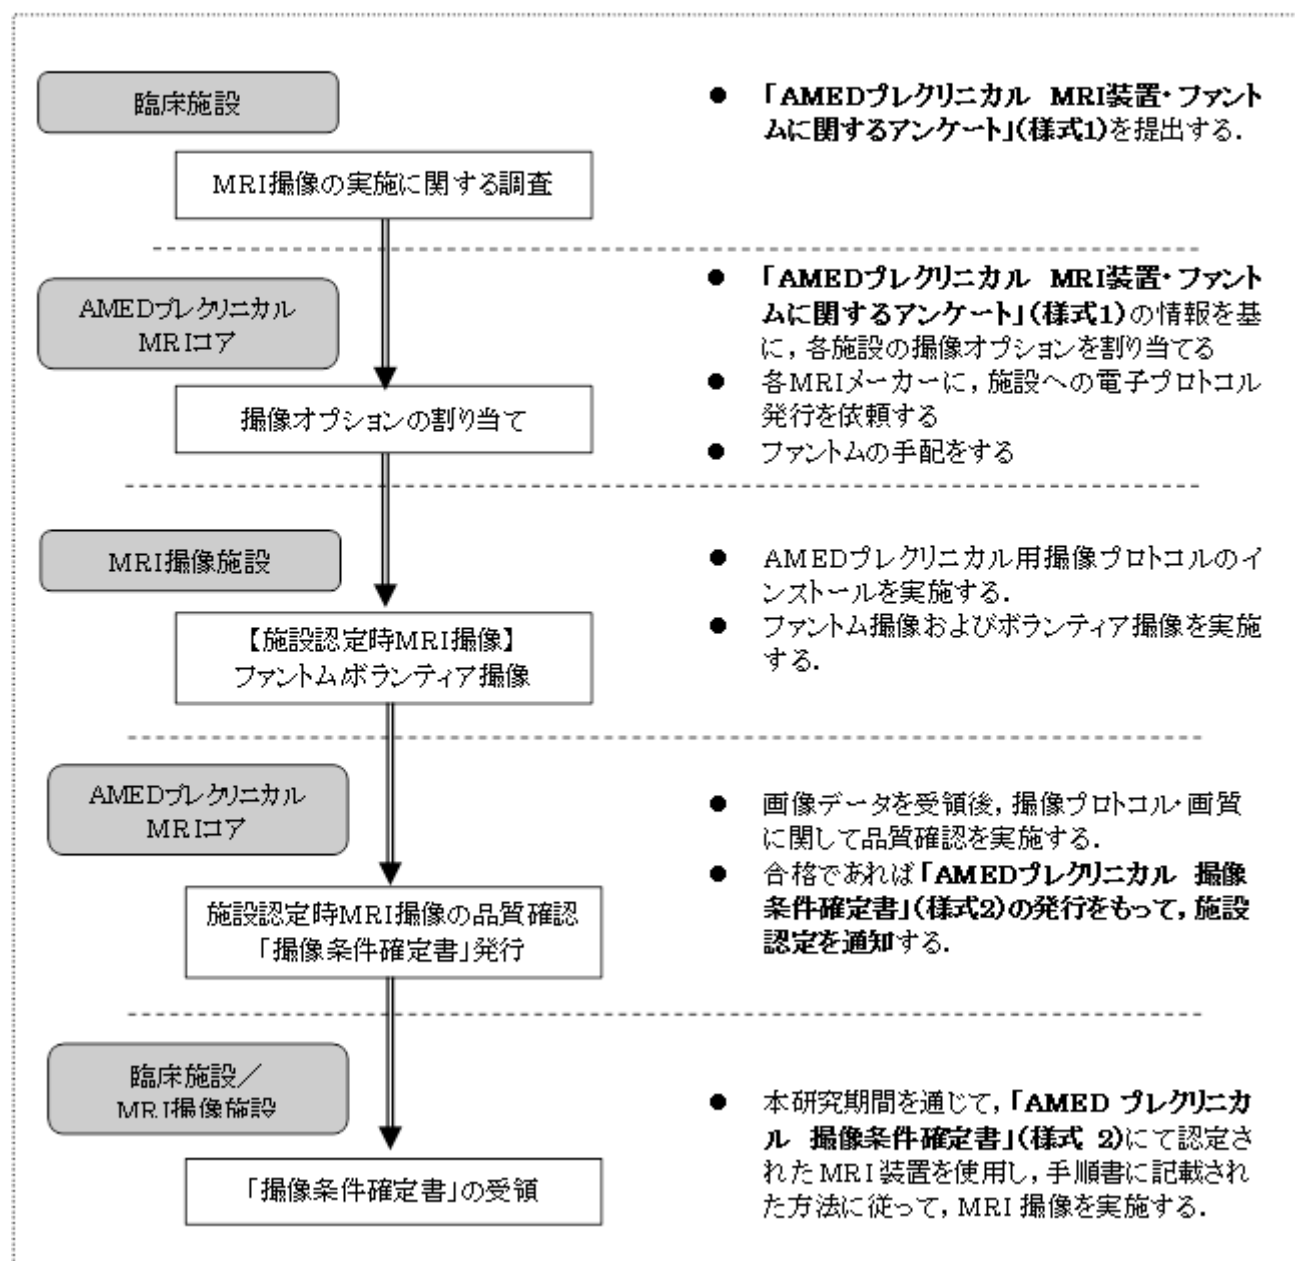 臨床施設
● 「AMEDプレクリニカル MRI装置・ファント
ムに関するアンケート」(様式1)を提出する.
MRI撮像の実施に関する調査
AMEDプレクリニカル
MRIコア
● 「AMEDプレクリニカル MRI装置・ファント
ムに関するアンケート」(様式1)の情報を基
に,各施設の撮像オプションを割り当てる
● 各MRIメーカーに,施設への電子プロトコル
発行を依頼する
● ファントムの手配をする
撮像オプションの割り当て
MRI撮像施設
● AMEDプレクリニカル用撮像プロトコルのイ
ンストールを実施する.
● ファントム撮像およびボランティア撮像を実施
する.
【施設認定時MRI撮像】
ファントム/ボランティア撮像
AMEDプレクリニカル
MRIコア
● 画像データを受領後,撮像プロトコル・画質
に関して品質確認を実施する.
● 合格であれば「AMEDプレクリニカル 撮像
条件確定書」(様式2)の発行をもって,施設
認定を通知する.
施設認定時MRI撮像の品質確認
「撮像条件確定書」発行
臨床施設/
MRI撮像施設
● 本研究期間を通じて,「AMED プレクリニカ
ル 撮像条件確定書」(様式 2)にて認定さ
れたMRI装置を使用し,手順書に記載され
た方法に従って,MRI 撮像を実施する.
「撮像条件確定書」の受領